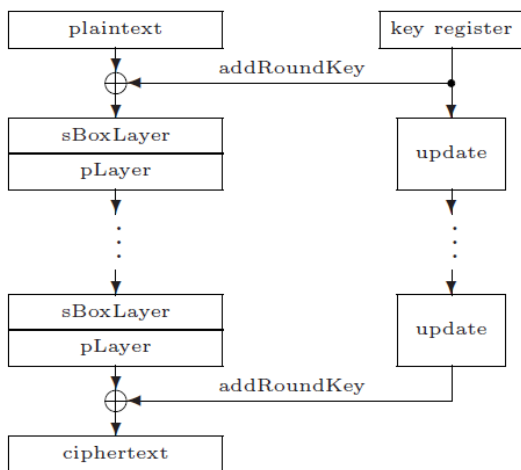 plaintext
key register
addRoundKey
sBoxLayer
pLayer
update
sBoxLayer
pLayer
update
addRoundKey
ciphertext